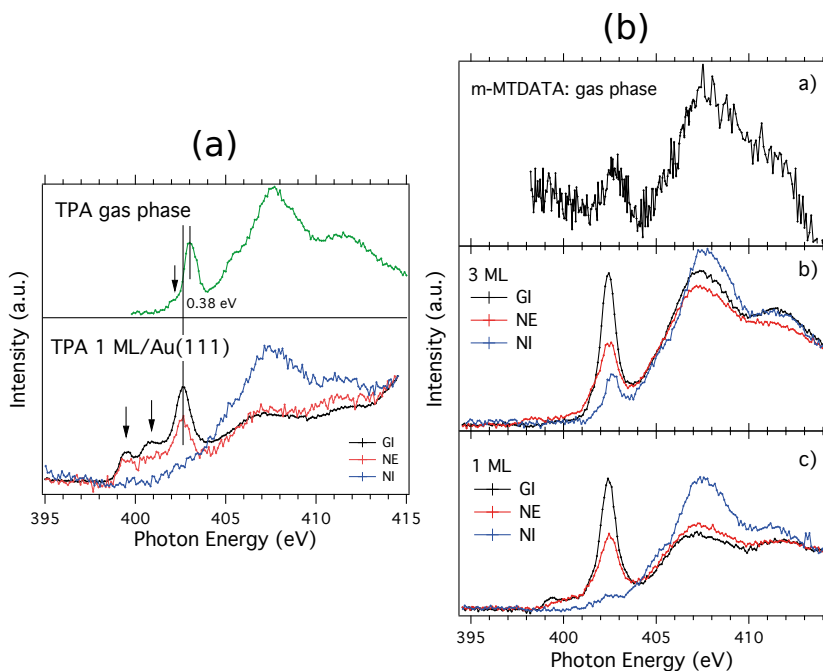 (a)
TPA gas phase
0.38 eV
TPA 1 ML/Au(111)
GI
NE
NI
Intensity (a.u.)
395 400 405 410 415
Photon Energy (eV)
(b)
m-MTDATA: gas phase
a)
3 ML
b)
GI
NE
NI
1 ML
c)
GI
NE
NI
Intensity (a.u.)
395 400 405 410
Photon Energy (eV)